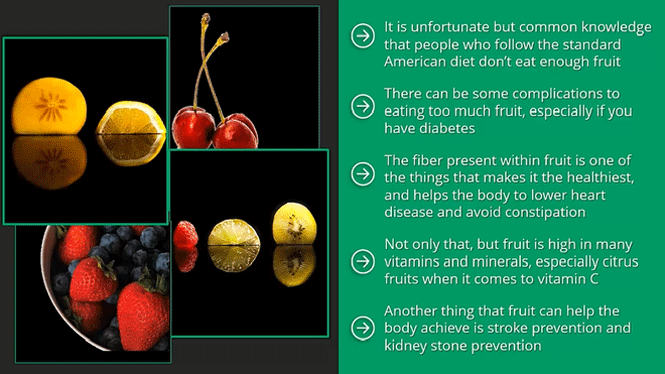 It is unfortunate but common knowledge
that people who follow the standard
American diet don't eat enough fruit
There can be some complications to
eating too much fruit, especially if you
have diabetes
The fiber present within fruit is one of
the things that makes it the healthiest,
and helps the body to lower heart
disease and avoid constipation
Not only that, but fruit is high in many
vitamins and minerals, especially citrus
fruits when it comes to vitamin C
Another thing that fruit can help the
body achieve is stroke prevention and
kidney stone prevention